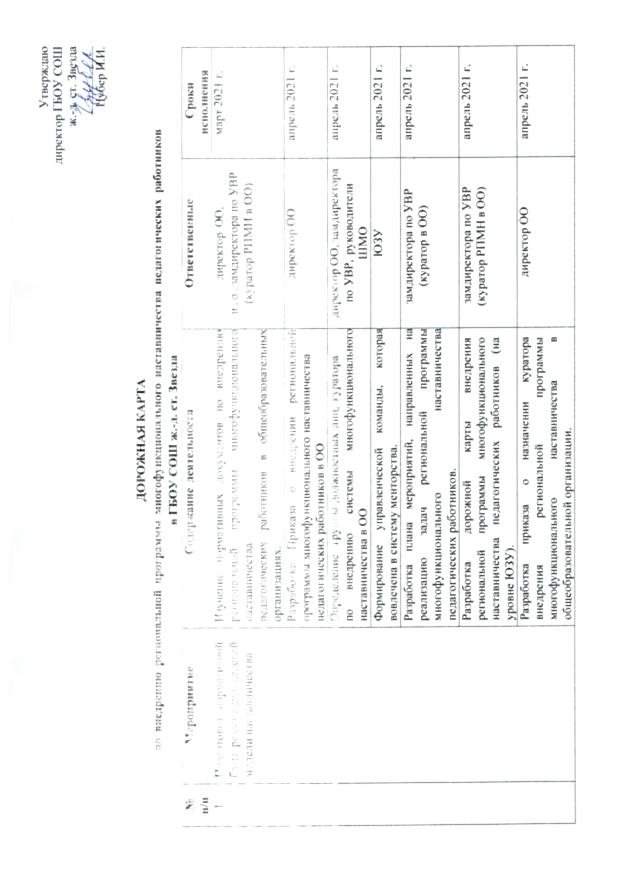 Утверждаю
директор ГБОУ СОШ
ж.-д. ст. Звезда
Нубер И.И.
ДОРОЖНАЯ КАРТА
по внедрению региональной программы многофункционального наставничества педагогических работников
в ГБОУ СОШ ж.-д. ст. Звезда
№
п/п
Мероприятие
Содержание деятельности
Ответственные
Сроки
исполнения
1
модели наставничества
Изучение нормативных документов по внедрению
региональной программы многофункционального
наставничества
педагогических работников в общеобразовательных
организациях.
директор ОО,
и.о. замдиректора по УВР
(куратор РПМН в ОО)
март 2021 г.
Разработка Приказа о внедрении региональной
программы многофункционального наставничества
педагогических работников в ОО
директор ОО
апрель 2021 г.
Определение группы должностных лиц, куратора
по внедрению системы многофункционального
наставничества в ОО
директор ОО, замдиректора
по УВР, руководители
ШМО
апрель 2021 г.
Формирование управленческой команды, которая
вовлечена в систему менторства.
ЮЗУ
апрель 2021 г.
Разработка плана мероприятий, направленных на
реализацию задач региональной программы
многофункционального наставничества
педагогических работников.
замдиректора по УВР
(куратор в ОО)
апрель 2021 г.
Разработка дорожной карты внедрения
региональной программы многофункционального
наставничества педагогических работников (на
уровне ЮЗУ).
замдиректора по УВР
(куратор РПМН в ОО)
апрель 2021 г.
Разработка приказа о назначении куратора
внедрения региональной программы
многофункционального наставничества в
общеобразовательной организации.
директор ОО
апрель 2021 г.